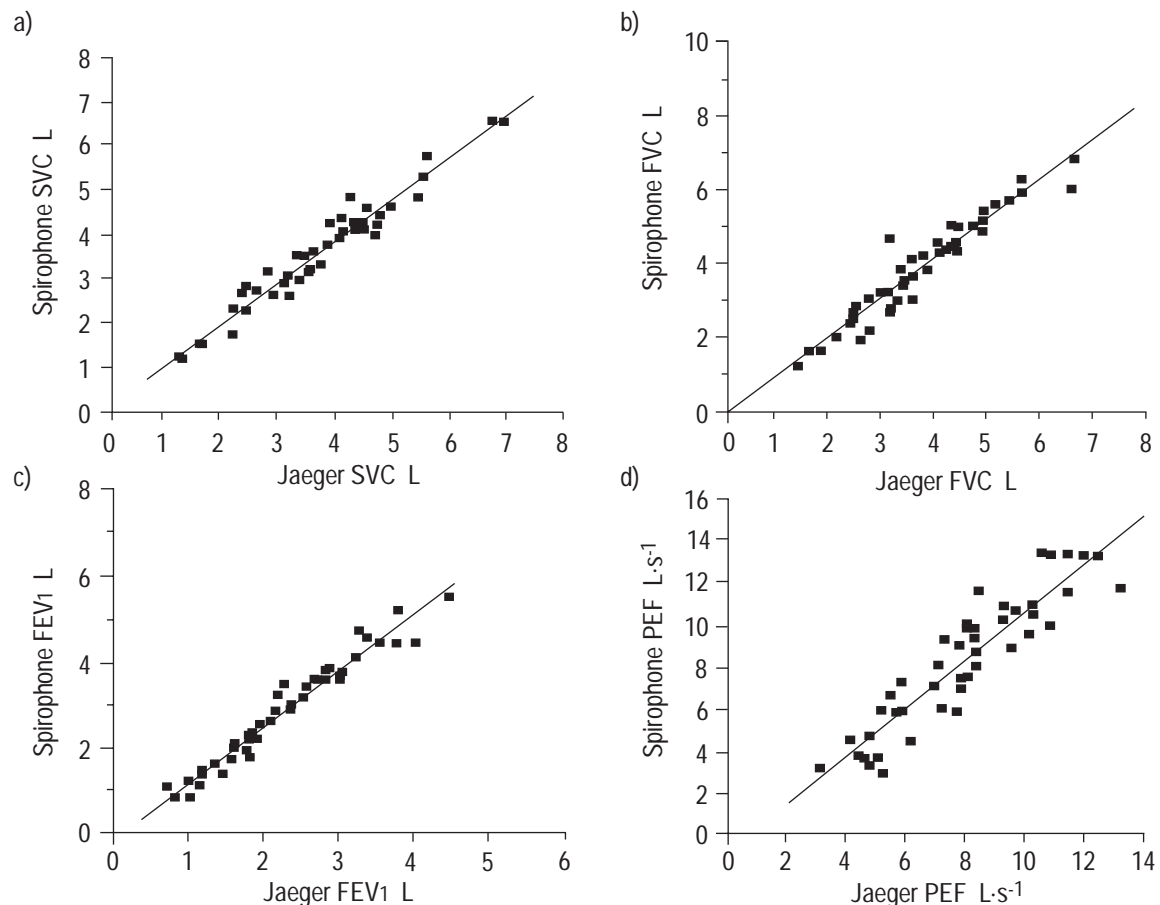 a)
8
7
6
5
4
3
2
1
0
Spirophone SVC L
0 1 2 3 4 5 6 7 8
Jaeger SVC L
b)
10
8
6
4
2
0
Spirophone FVC L
0 1 2 3 4 5 6 7 8
Jaeger FVC L
c)
8
6
4
2
0
Spirophone FEV1 L
0 1 2 3 4 5 6
Jaeger FEV1 L
d)
16
14
12
10
8
6
4
2
0
Spirophone PEF L·s-1
0 2 4 6 8 10 12 14
Jaeger PEF L·s-1